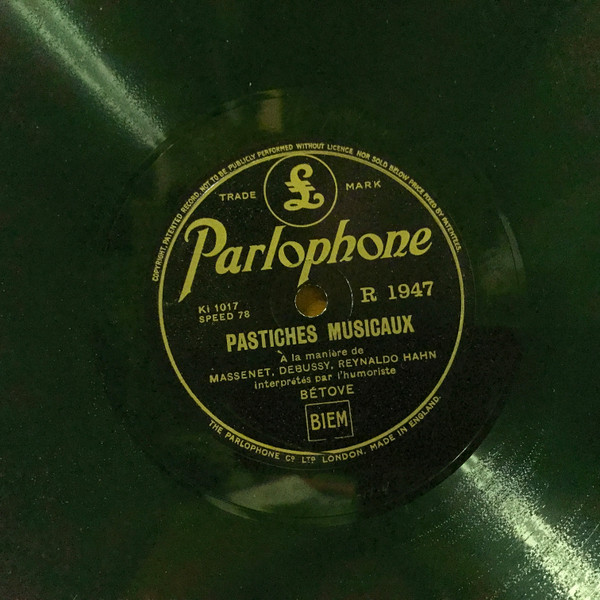 COPYRIGHT. PATENTED RECORD. NOT TO BE PUBLICLY PERFORMED WITHOUT LICENCE NOR SOLD BELOW PRICE FIXED BY PATENTEES.
£
TRADE MARK
Parlophone
R 1947
KI 1017
SPEED 78
PASTICHES MUSICAUX
À la manière de
MASSENET, DEBUSSY, REYNALDO HAHN
interprétés par l'humoriste
BÉTOVE
BIEM
THE PARLOPHONE Cº LTD LONDON. MADE IN ENGLAND.